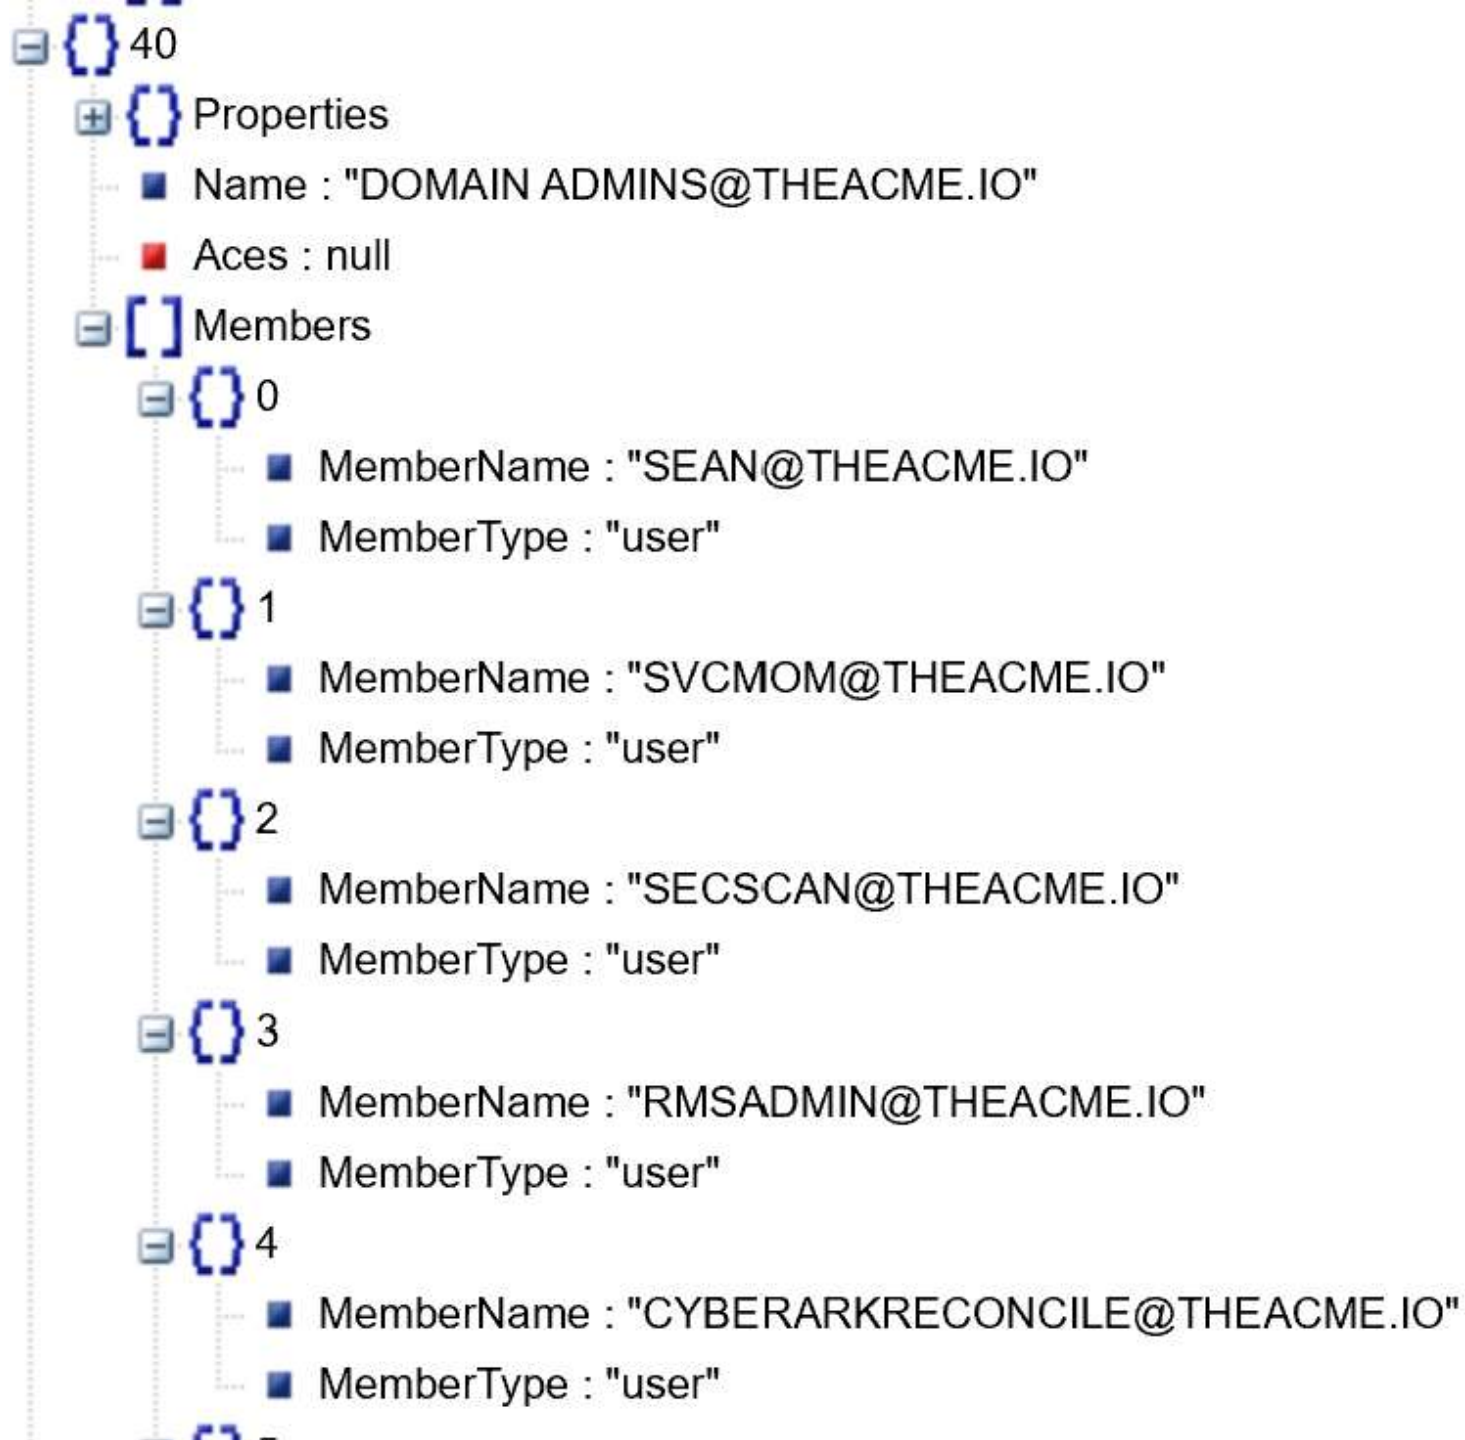 40
Properties
Name : "DOMAIN ADMINS@THEACME.IO"
Aces : null
Members
0
MemberName : "SEAN@THEACME.IO"
MemberType : "user"
1
MemberName : "SVCMOM@THEACME.IO"
MemberType : "user"
2
MemberName : "SECSCAN@THEACME.IO"
MemberType : "user"
3
MemberName : "RMSADMIN@THEACME.IO"
MemberType : "user"
4
MemberName : "CYBERARKRECONCILE@THEACME.IO"
MemberType : "user"